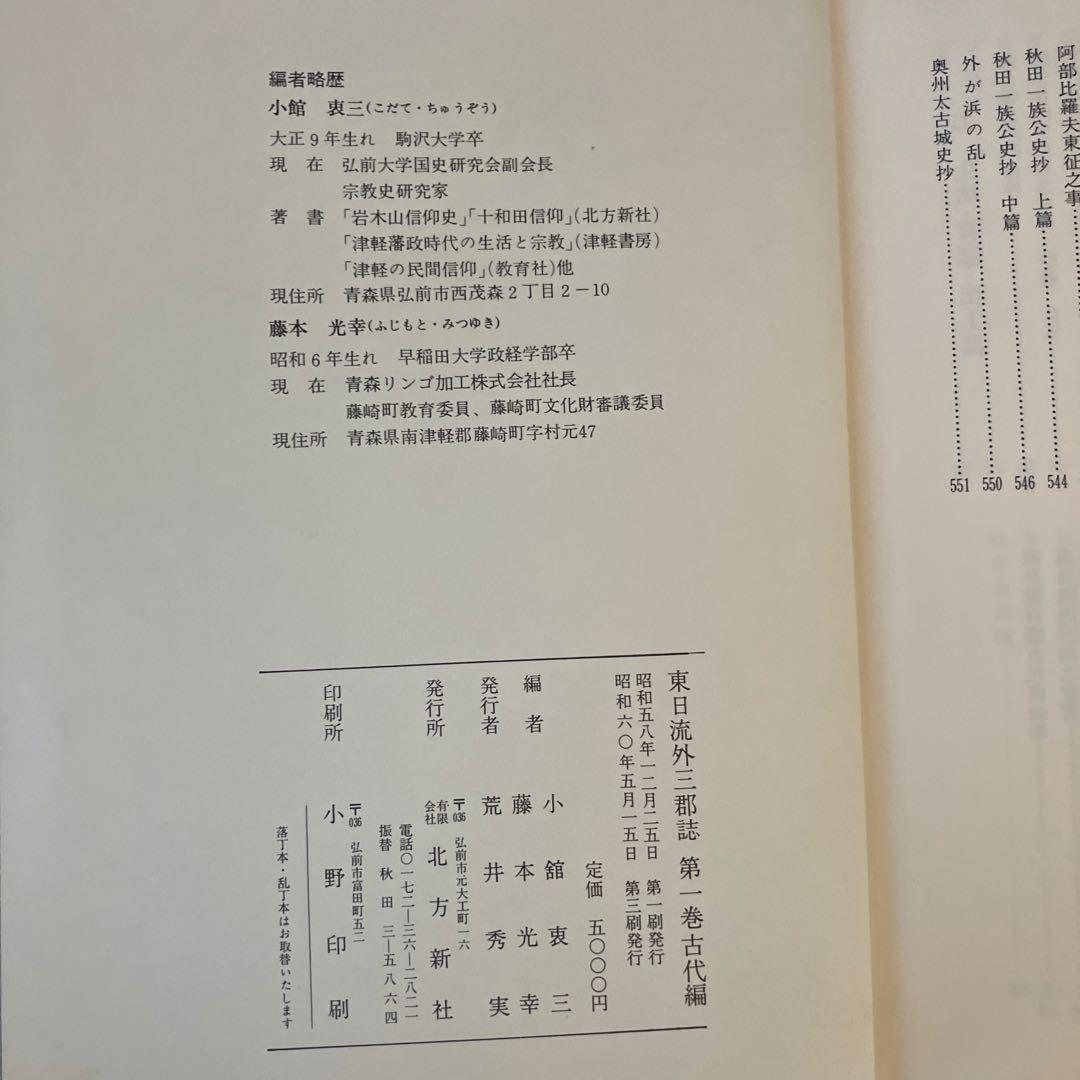 阿部比羅夫東征之事
秋田一族公史抄　上篇 544
秋田一族公史抄　中篇 546
外が浜の乱 550
奥州太古城史抄 551
編者略歴
小館　衷三(こだて・ちゅうぞう)
大正9年生れ　駒沢大学卒
現　在　弘前大学国史研究会副会長
宗教史研究家
著　書　「岩木山信仰史」「十和田信仰」(北方新社)
「津軽藩政時代の生活と宗教」(津軽書房)
「津軽の民間信仰」(教育社)他
現住所　青森県弘前市西茂森2丁目2－10
藤本　光幸(ふじもと・みつゆき)
昭和6年生れ　早稲田大学政経学部卒
現　在　青森リンゴ加工株式会社社長
藤崎町教育委員、藤崎町文化財審議委員
現住所　青森県南津軽郡藤崎町字村元47
東日流外三郡誌　第一巻古代編
昭和五八年一二月二五日　第一刷発行
昭和六〇年五月一五日　第三刷発行
定価　五〇〇〇円
編者　小舘衷三
藤本光幸
発行者　荒井秀実
〒036　弘前市元大工町一六
発行所　有限会社　北方新社
電話〇一七二―三六―二八二一
振替　秋田　三―五八六四
〒036　弘前市富田町五二
印刷所　小野印刷
落丁本・乱丁本はお取替いたします